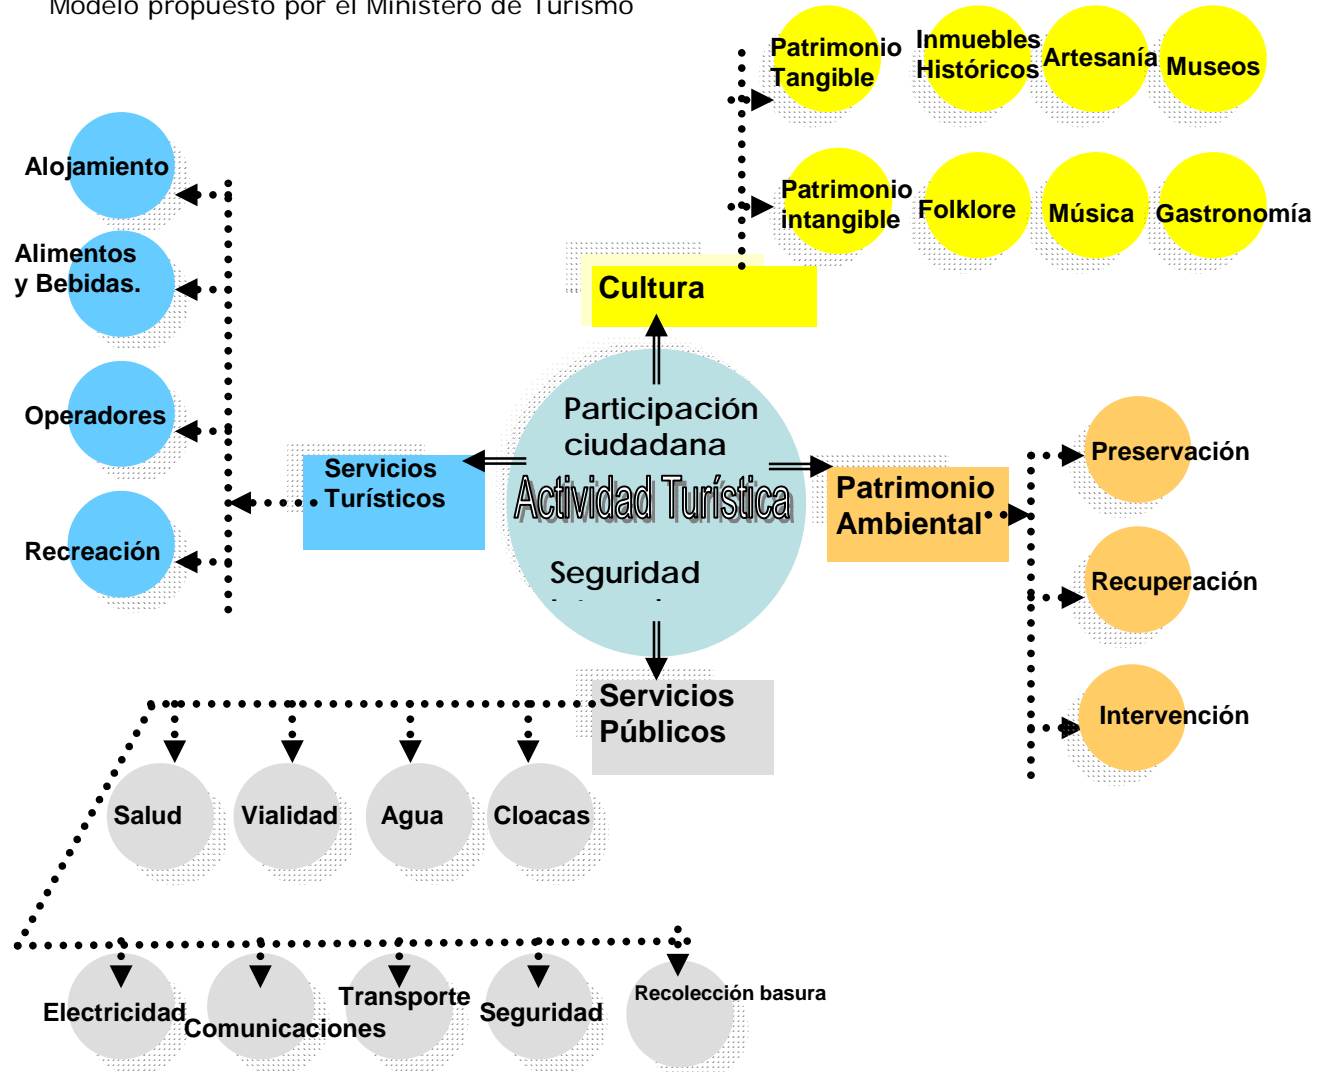 Modelo propuesto por el Ministero de Turismo
Patrimonio
Tangible
Inmuebles
Históricos
Artesanía
Museos
Patrimonio
intangible
Folklore
Música
Gastronomía
Cultura
Alojamiento
Alimentos
y Bebidas.
Operadores
Recreación
Servicios
Turísticos
Participación
ciudadana
Actividad Turística
Seguridad
Patrimonio
Ambiental
Preservación
Recuperación
Intervención
Servicios
Públicos
Salud
Vialidad
Agua
Cloacas
Electricidad
Comunicaciones
Transporte
Seguridad
Recolección basura